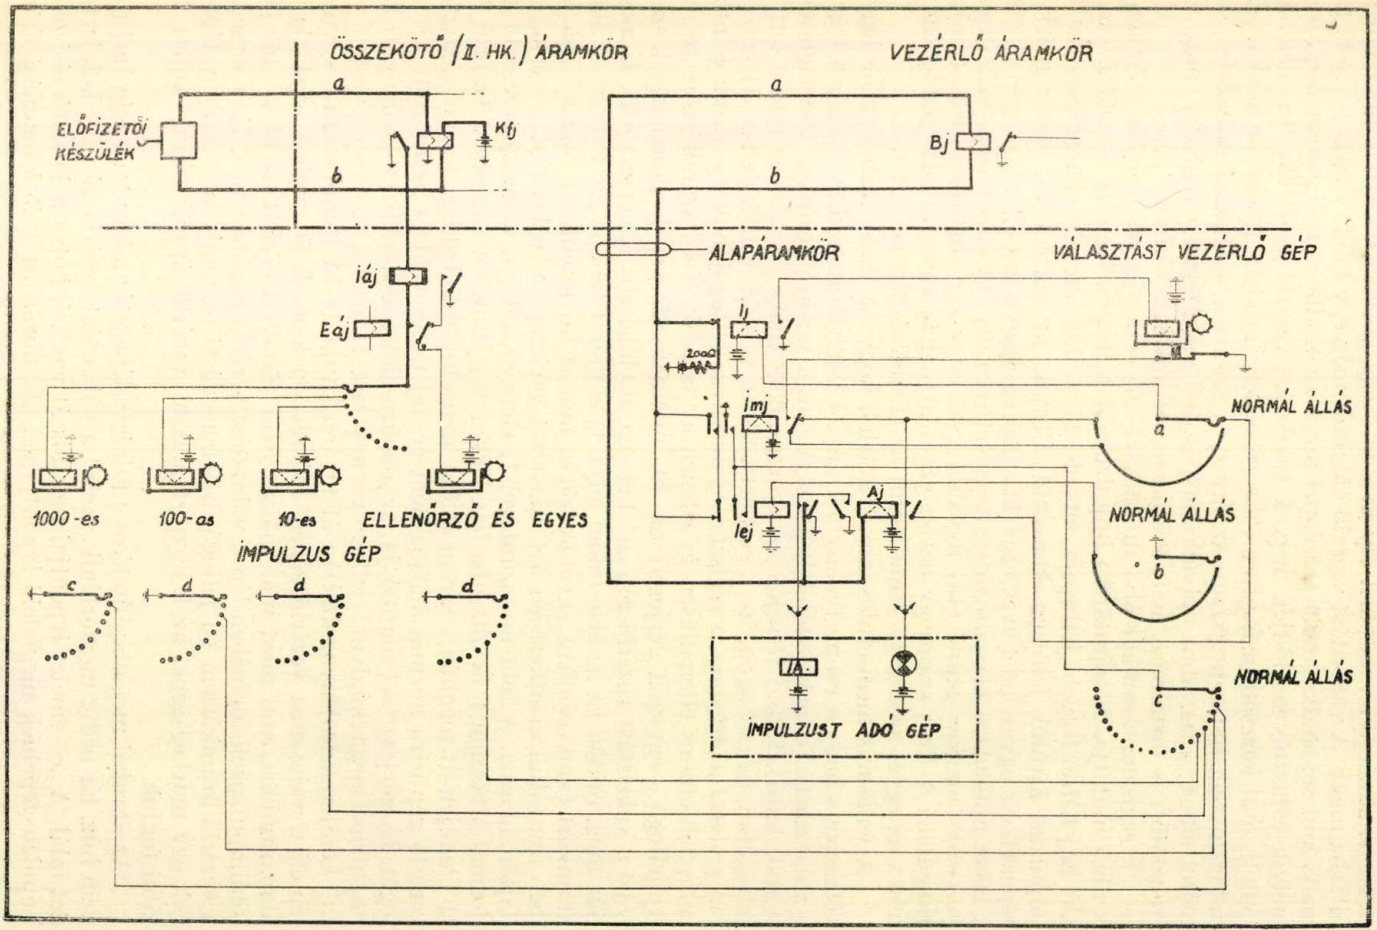 ÖSSZEKÖTŐ (II. HK.) ÁRAMKÖR
VEZÉRLŐ ÁRAMKÖR
a
a
ELŐFIZETŐI
KÉSZÜLÉK
Kfj
Bj
b
b
ALAPÁRAMKÖR
VÁLASZTÁST VEZÉRLŐ GÉP
Iáj
Eáj
Ij
200Ω
Imj
a
NORMÁL ÁLLÁS
1000-es
100-as
10-es
ELLENŐRZŐ ÉS EGYES
Iej
Aj
NORMÁL ÁLLÁS
IMPULZUS GÉP
b
c
d
d
d
IA.
c
NORMÁL ÁLLÁS
IMPULZUST ADÓ GÉP